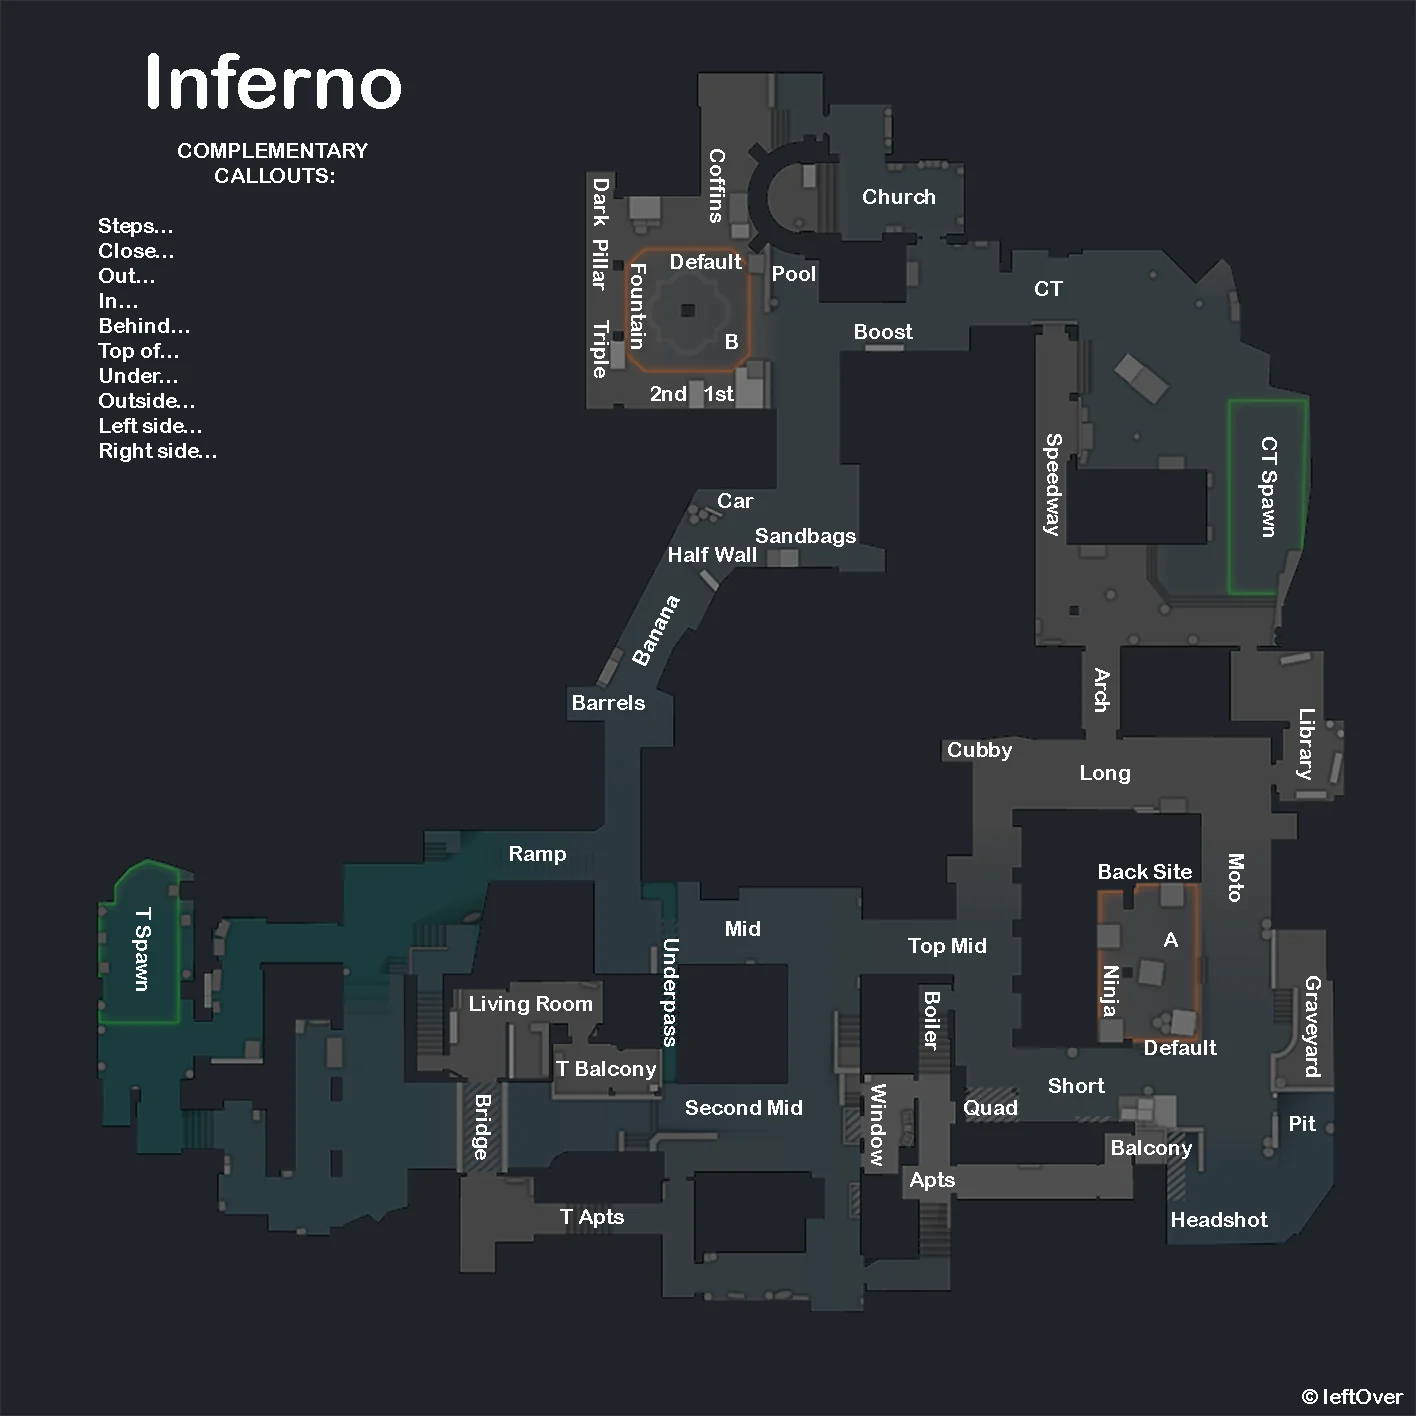 Inferno
COMPLEMENTARY
CALLOUTS:
Steps...
Close...
Out...
In...
Behind...
Top of...
Under...
Outside...
Left side...
Right side...
Coffins
Church
Dark
Pillar
Triple
Fountain
Default
Pool
B
2nd
1st
Boost
CT
Speedway
CT Spawn
Car
Sandbags
Half Wall
Banana
Barrels
Arch
Library
Cubby
Long
Ramp
Moto
Back Site
A
Ninja
Default
T Spawn
Mid
Top Mid
Underpass
Living Room
Boiler
Graveyard
T Balcony
Short
Bridge
Second Mid
Window
Quad
Pit
Balcony
Apts
T Apts
Headshot
© leftOver